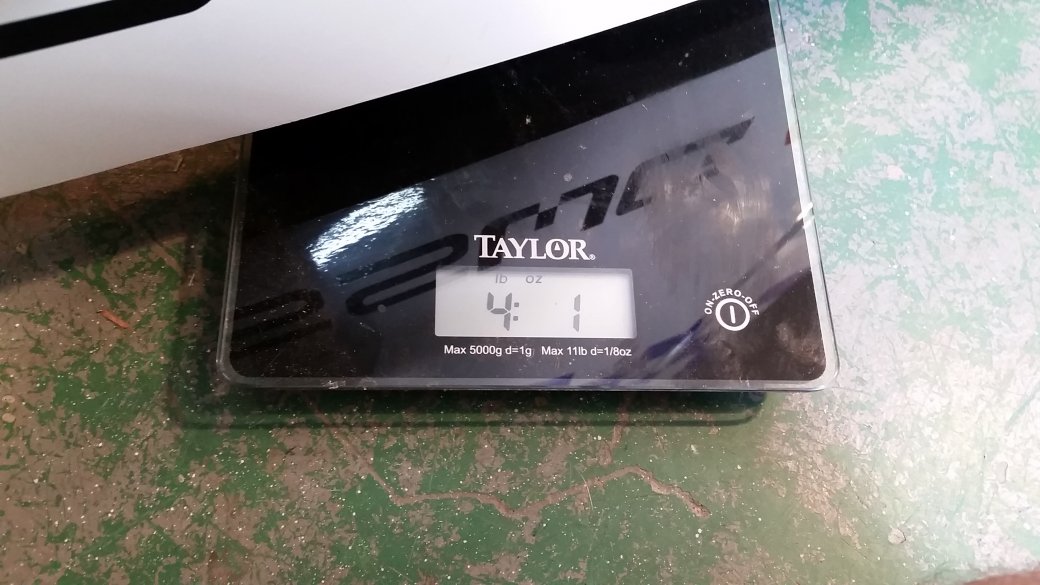 TAYLOR®
lb oz
4: 1
ON-ZERO-OFF
Max 5000g d=1g Max 11lb d=1/8oz